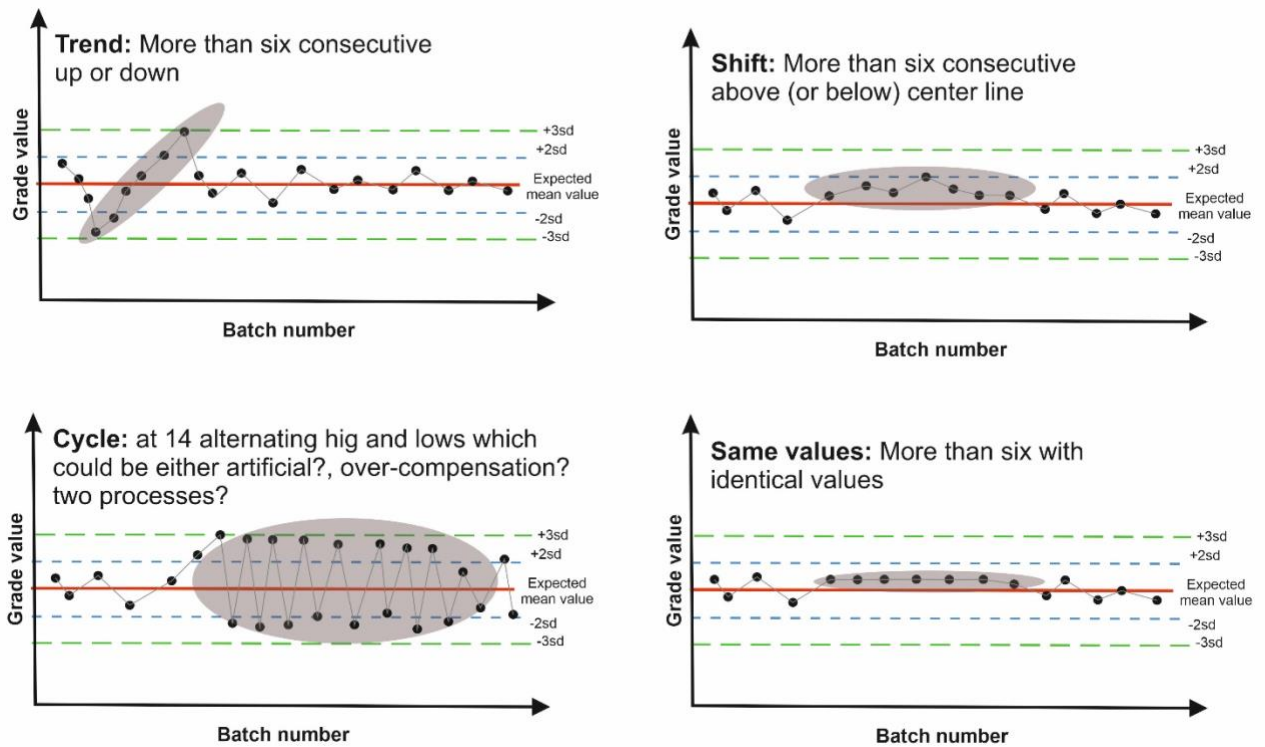 Trend: More than six consecutive
up or down
Grade value
+3sd
+2sd
Expected
mean value
-2sd
-3sd
Batch number
Shift: More than six consecutive
above (or below) center line
Grade value
+3sd
+2sd
Expected
mean value
-2sd
-3sd
Batch number
Cycle: at 14 alternating hig and lows which
could be either artificial?, over-compensation?
two processes?
Grade value
+3sd
+2sd
Expected
mean value
-2sd
-3sd
Batch number
Same values: More than six with
identical values
Grade value
+3sd
+2sd
Expected
mean value
-2sd
-3sd
Batch number